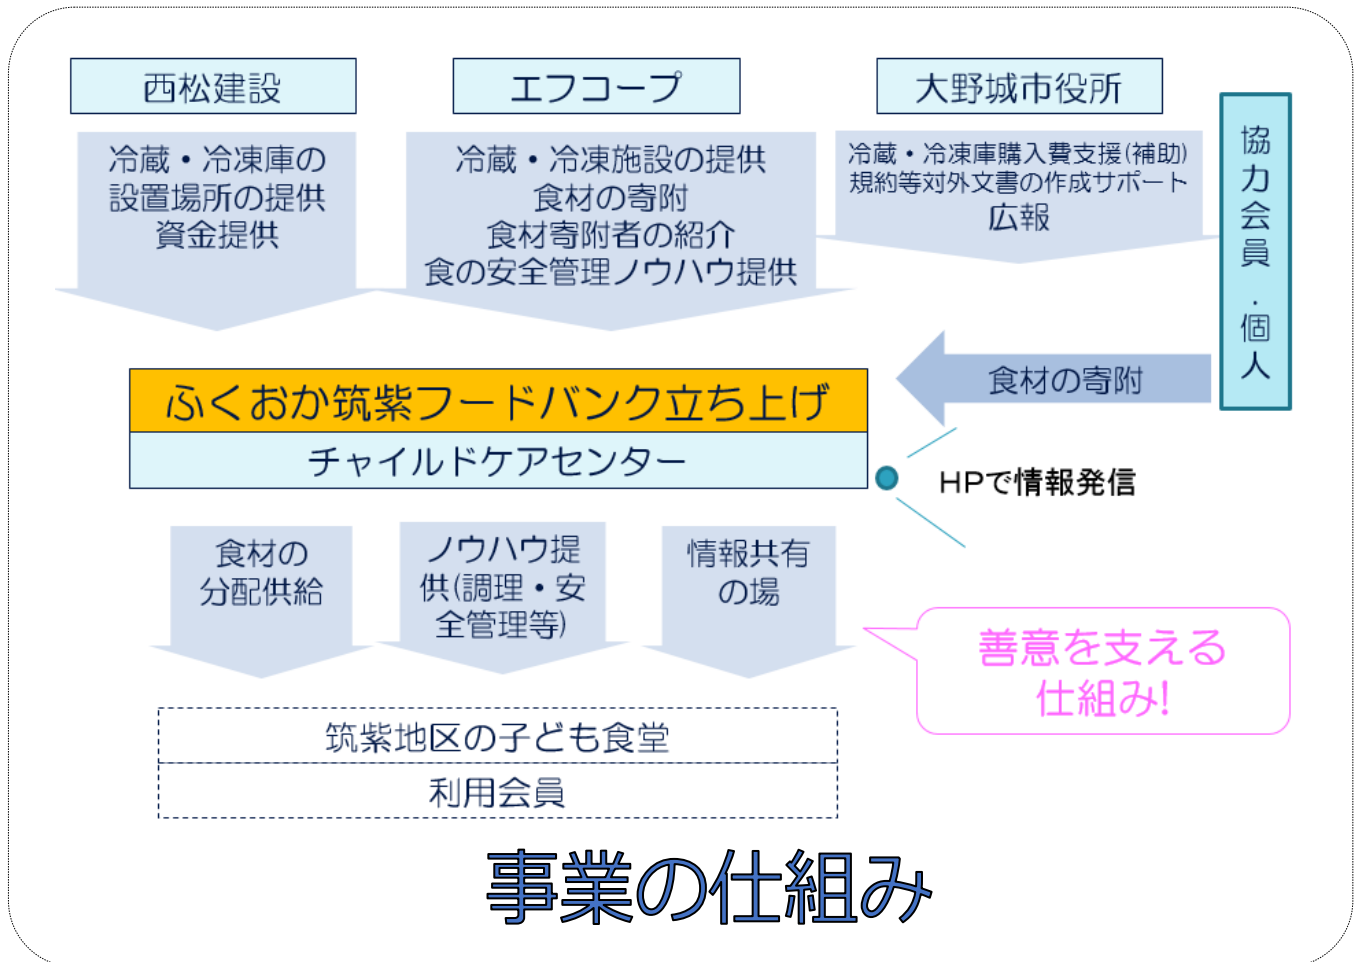 西松建設
冷蔵・冷凍庫の
設置場所の提供
資金提供
エフコープ
冷蔵・冷凍施設の提供
食材の寄附
食材寄附者の紹介
食の安全管理ノウハウ提供
大野城市役所
冷蔵・冷凍庫購入費支援(補助)
規約等対外文書の作成サポート
広報
協力会員．個人
食材の寄附
ふくおか筑紫フードバンク立ち上げ
チャイルドケアセンター
HPで情報発信
食材の
分配供給
ノウハウ提
供(調理・安
全管理等)
情報共有
の場
善意を支える
仕組み!
筑紫地区の子ども食堂
利用会員
事業の仕組み